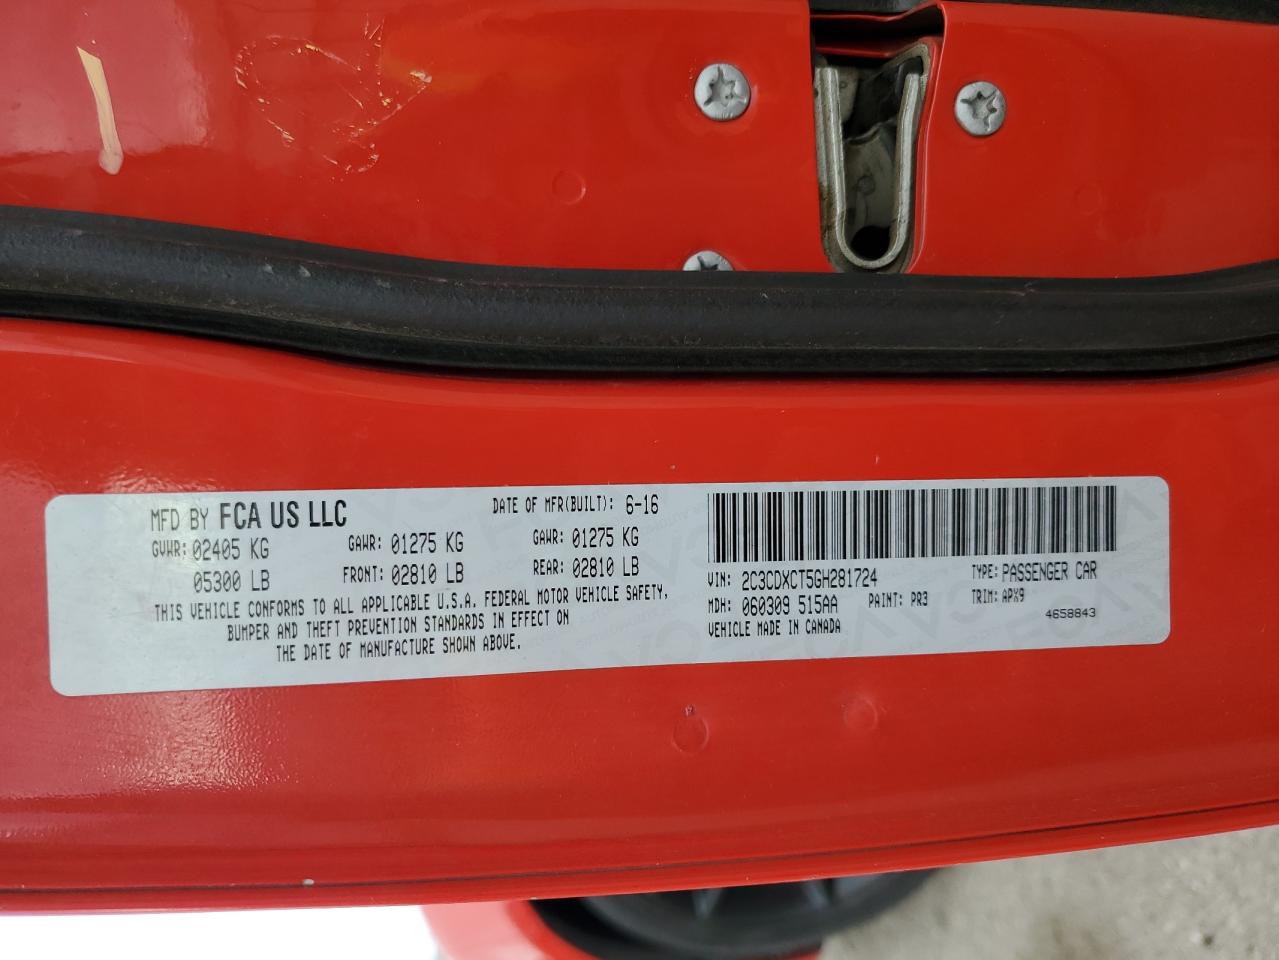 MFD BY FCA US LLC
DATE OF MFR(BUILT): 6-16
GVWR: 02405 KG
GAWR: 01275 KG
GAWR: 01275 KG
05300 LB
FRONT: 02810 LB
REAR: 02810 LB
THIS VEHICLE CONFORMS TO ALL APPLICABLE U.S.A. FEDERAL MOTOR VEHICLE SAFETY,
BUMPER AND THEFT PREVENTION STANDARDS IN EFFECT ON
THE DATE OF MANUFACTURE SHOWN ABOVE.
VIN: 2C3CDXCT5GH281724
TYPE: PASSENGER CAR
MDH: 060309 515AA
PAINT: PR3
TRIM: APX9
VEHICLE MADE IN CANADA
4658843